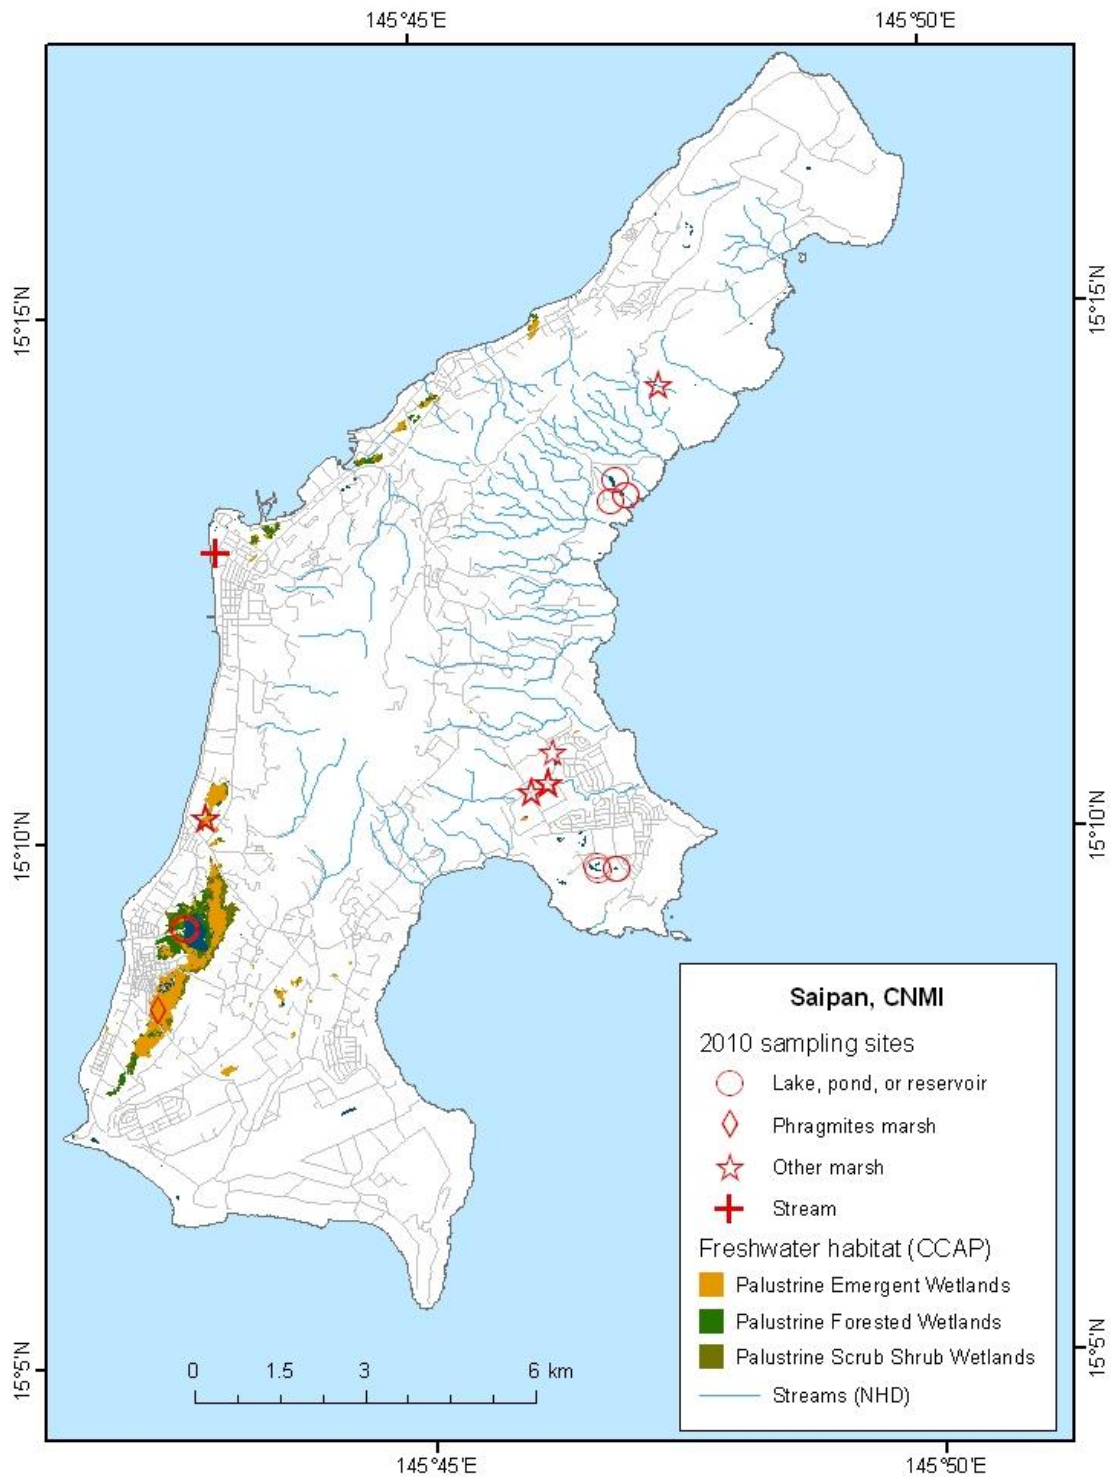 145°45'E
145°50'E
15°15'N
15°15'N
15°10'N
15°10'N
Saipan, CNMI
2010 sampling sites
Lake, pond, or reservoir
Phragmites marsh
Other marsh
Stream
Freshwater habitat (CCAP)
Palustrine Emergent Wetlands
Palustrine Forested Wetlands
Palustrine Scrub Shrub Wetlands
Streams (NHD)
0 1.5 3 6 km
15°5'N
15°5'N
145°45'E
145°50'E